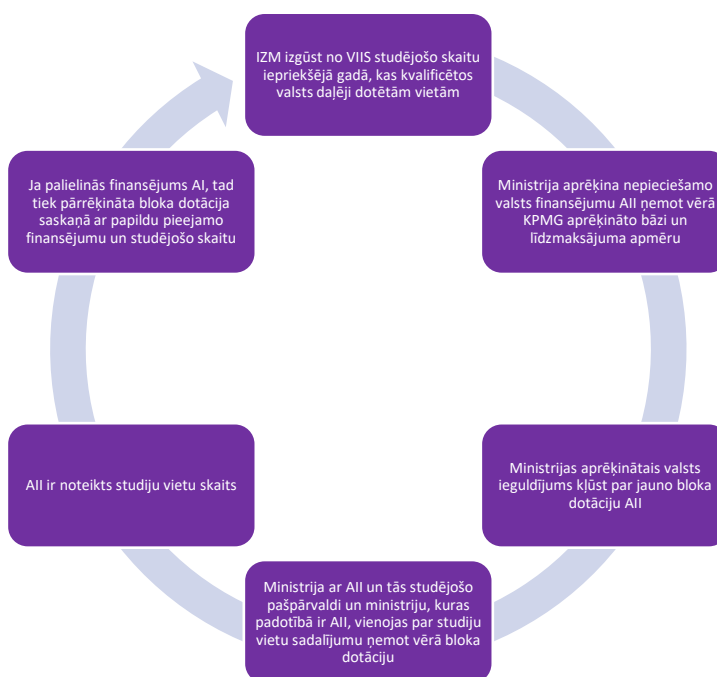 IZM izgūst no VIIS studējošo skaitu
iepriekšējā gadā, kas kvalificētos
valsts daļēji dotētām vietām
Ministrija aprēķina nepieciešamo
valsts finansējumu AII ņemot vērā
KPMG aprēķināto bāzi un
līdzmaksājuma apmēru
Ministrijas aprēķinātais valsts
ieguldījums kļūst par jauno bloka
dotāciju AII
Ministrija ar AII un tās studējošo
pašpārvaldi un ministriju, kuras
padotībā ir AII, vienojas par studiju
vietu sadalījumu ņemot vērā bloka
dotāciju
AII ir noteikts studiju vietu skaits
Ja palielinās finansējums AI, tad
tiek pārrēķināta bloka dotācija
saskaņā ar papildu pieejamo
finansējumu un studējošo skaitu